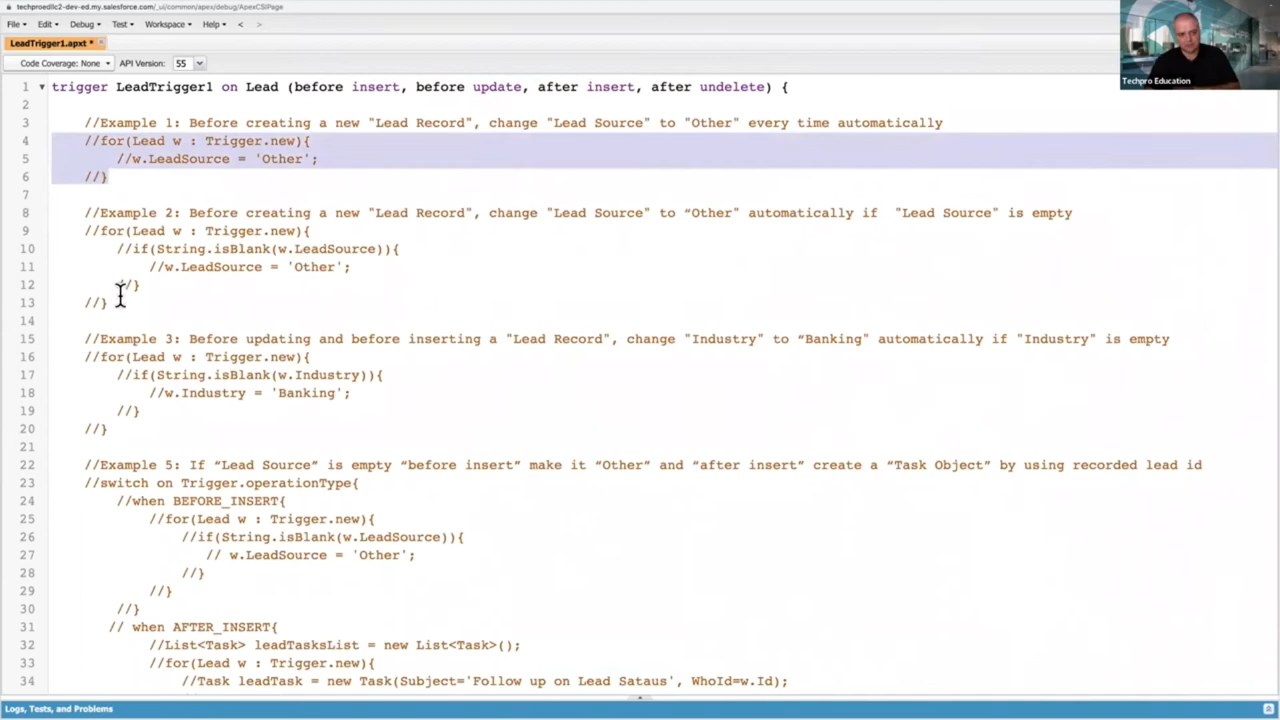 techproedllc2-dev-ed.my.salesforce.com/_ui/common/apex/debug/ApexCSIPage
File Edit Debug Test Workspace Help < >
LeadTrigger1.apxt *
Code Coverage: None API Version: 55
Techpro Education
1 trigger LeadTrigger1 on Lead (before insert, before update, after insert, after undelete) {
2
3 //Example 1: Before creating a new "Lead Record", change "Lead Source" to "Other" every time automatically
4 //for(Lead w : Trigger.new){
5 //w.LeadSource = 'Other';
6 //}
7
8 //Example 2: Before creating a new "Lead Record", change "Lead Source" to “Other" automatically if "Lead Source" is empty
9 //for(Lead w : Trigger.new){
10 //if(String.isBlank(w.LeadSource)){
11 //w.LeadSource = 'Other';
12 //}
13 //}
14
15 //Example 3: Before updating and before inserting a "Lead Record", change "Industry" to “Banking" automatically if "Industry" is empty
16 //for(Lead w : Trigger.new){
17 //if(String.isBlank(w.Industry)){
18 //w.Industry = 'Banking';
19 //}
20 //}
21
22 //Example 5: If “Lead Source” is empty “before insert” make it “Other” and “after insert” create a “Task Object” by using recorded lead id
23 //switch on Trigger.operationType{
24 //when BEFORE_INSERT{
25 //for(Lead w : Trigger.new){
26 //if(String.isBlank(w.LeadSource)){
27 // w.LeadSource = 'Other';
28 //}
29 //}
30 //}
31 // when AFTER_INSERT{
32 //List<Task> leadTasksList = new List<Task>();
33 //for(Lead w : Trigger.new){
34 //Task leadTask = new Task(Subject='Follow up on Lead Sataus', WhoId=w.Id);
Logs, Tests, and Problems